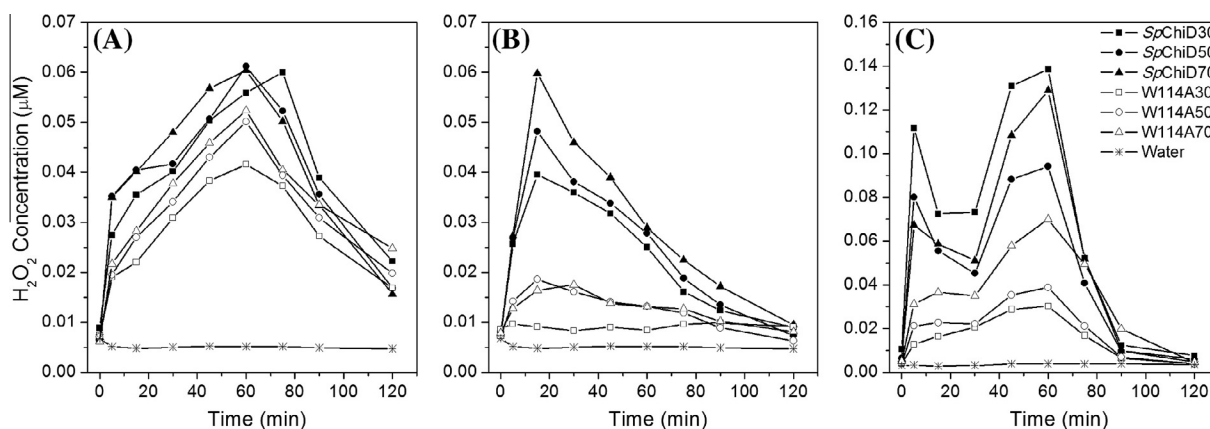 0.07
0.06
0.05
0.04
0.03
0.02
0.01
0.00
H₂O₂ Concentration (μM)
(A)
0 20 40 60 80 100 120
Time (min)
0.07
0.06
0.05
0.04
0.03
0.02
0.01
0.00
(B)
0 20 40 60 80 100 120
Time (min)
0.16
0.14
0.12
0.10
0.08
0.06
0.04
0.02
0.00
(C)
SpChiD30
SpChiD50
SpChiD70
W114A30
W114A50
W114A70
Water
0 20 40 60 80 100 120
Time (min)